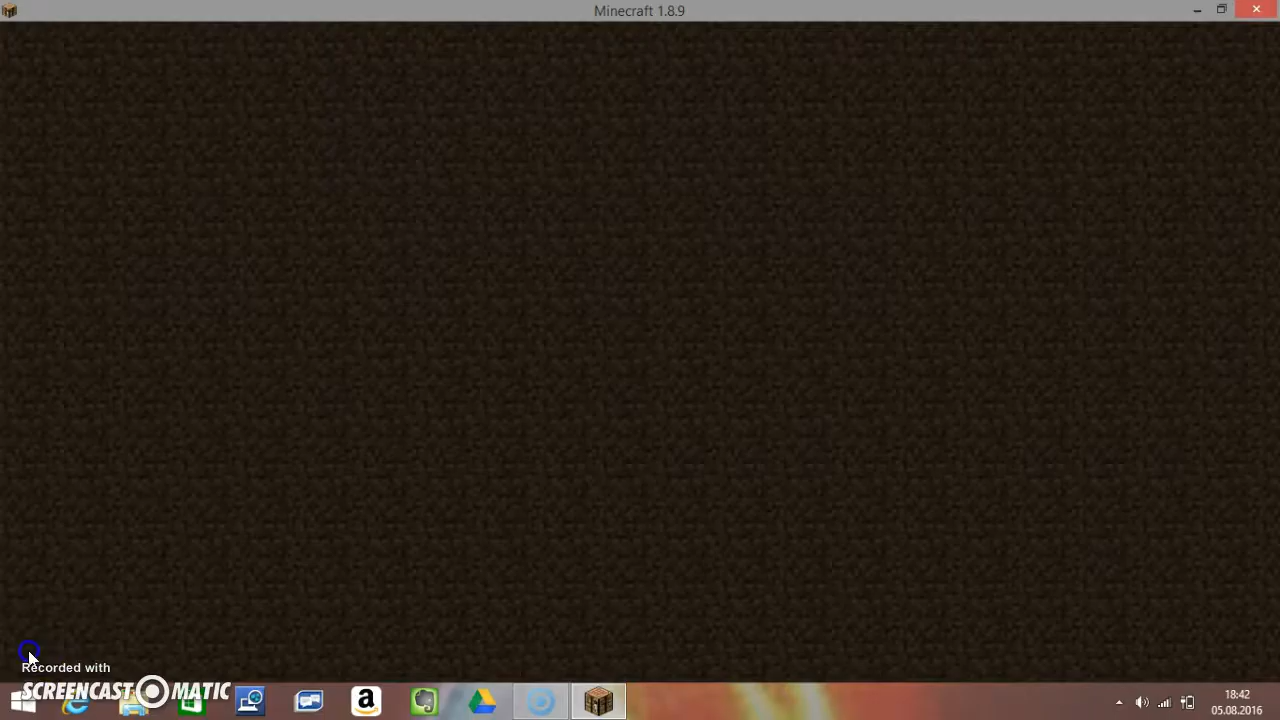 Minecraft 1.8.9
Recorded with
SCREENCAST MATIC
a
18:42
05.08.2016